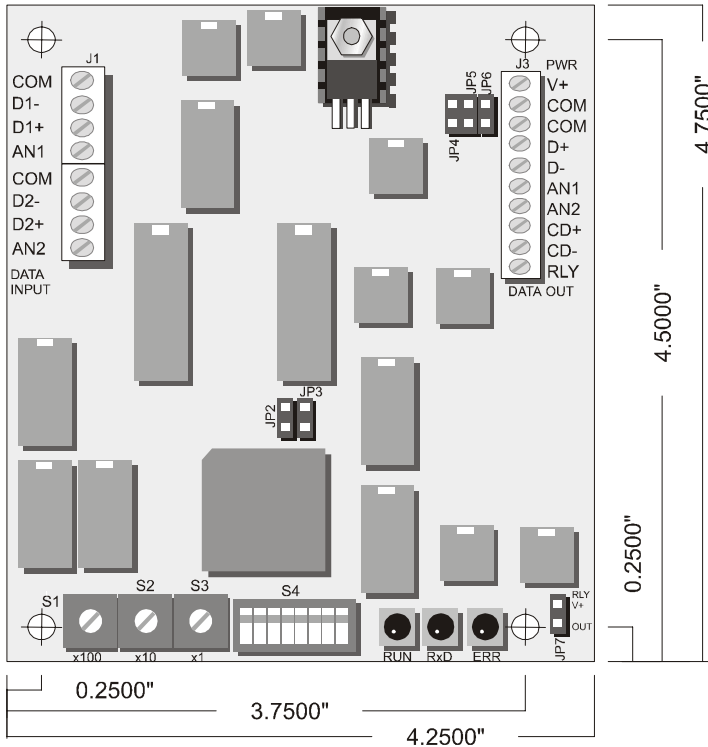 J1
COM
D1-
D1+
AN1
COM
D2-
D2+
AN2
DATA
INPUT
J3 PWR
V+
COM
COM
D+
D-
AN1
AN2
CD+
CD-
RLY
DATA OUT
JP5
JP6
JP4
JP2
JP3
S1
S2
S3
S4
x100
x10
x1
RUN
RxD
ERR
RLY
V+
OUT
JP7
4.7500"
4.5000"
0.2500"
0.2500"
3.7500"
4.2500"